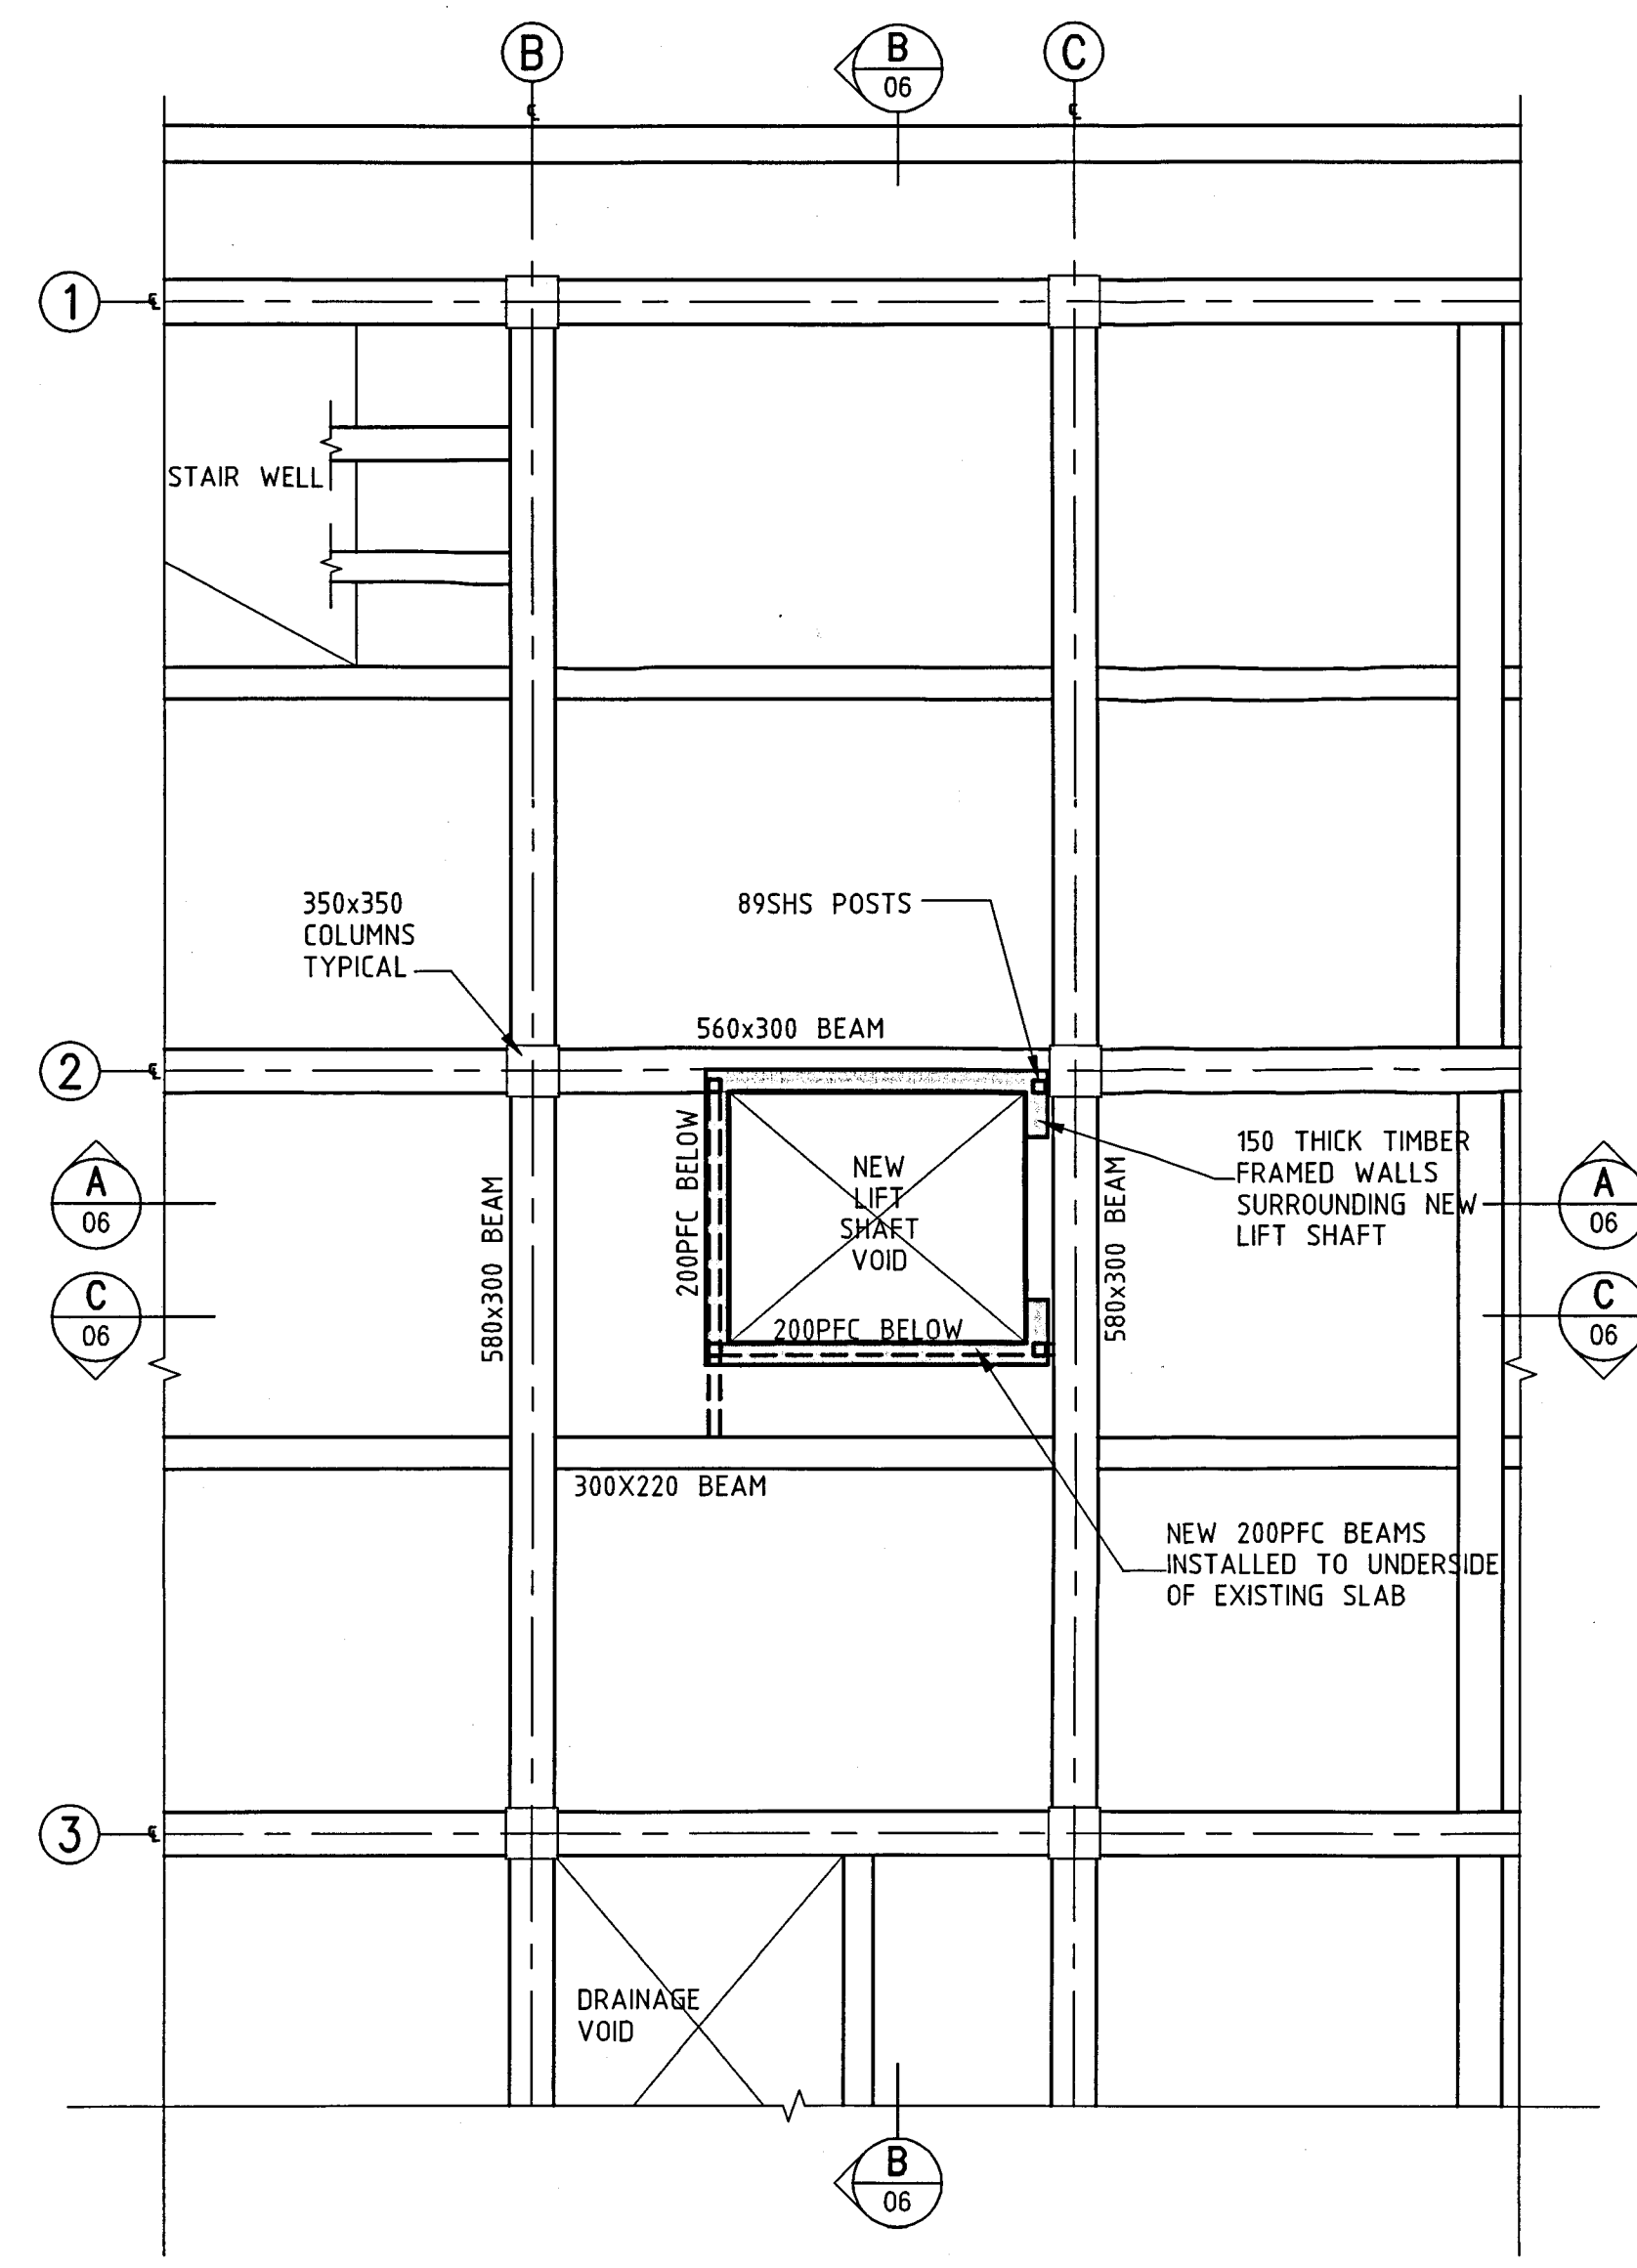 B
B
06
C
1
STAIR WELL
350x350
COLUMNS
TYPICAL
89SHS POSTS
560x300 BEAM
2
200PFC BELOW
NEW
LIFT
SHAFT
VOID
200PFC BELOW
150 THICK TIMBER
FRAMED WALLS
SURROUNDING NEW
LIFT SHAFT
A
06
A
06
C
06
C
06
580x300 BEAM
580x300 BEAM
300X220 BEAM
NEW 200PFC BEAMS
INSTALLED TO UNDERSIDE
OF EXISTING SLAB
3
DRAINAGE
VOID
B
06